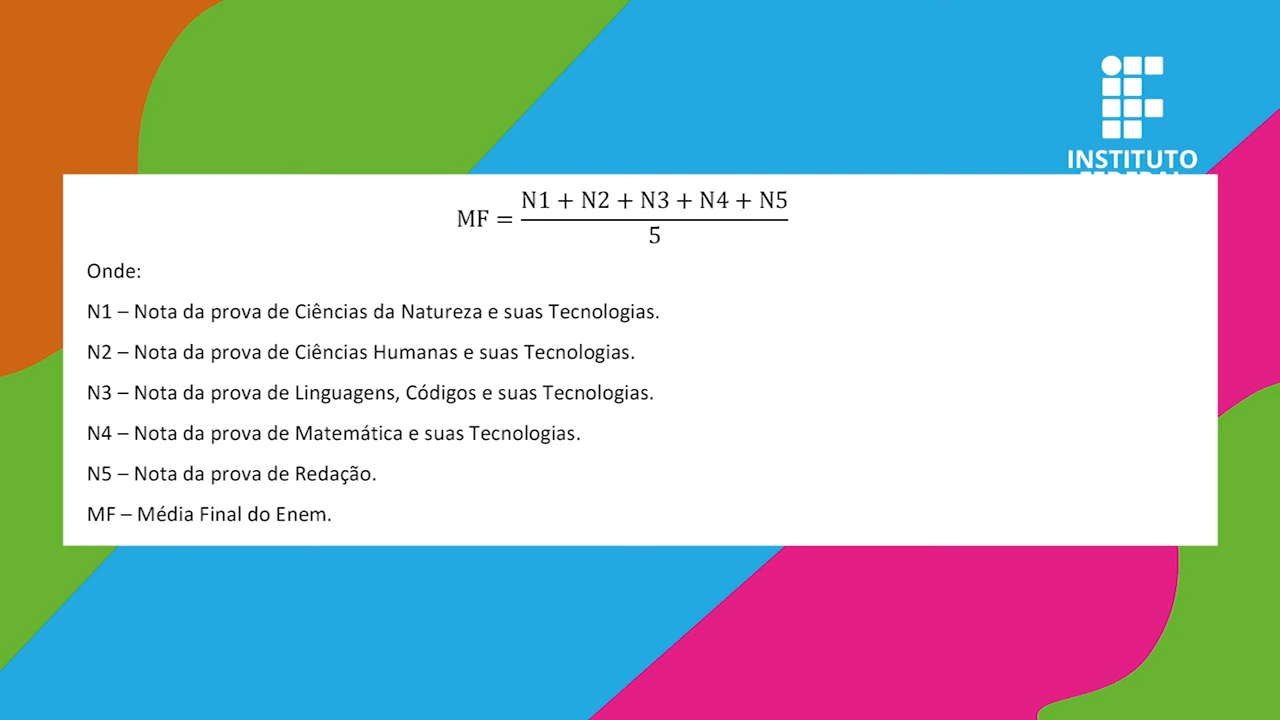 INSTITUTO
FEDERAL
MF = \frac{N1 + N2 + N3 + N4 + N5}{5}
Onde:
N1 – Nota da prova de Ciências da Natureza e suas Tecnologias.
N2 – Nota da prova de Ciências Humanas e suas Tecnologias.
N3 – Nota da prova de Linguagens, Códigos e suas Tecnologias.
N4 – Nota da prova de Matemática e suas Tecnologias.
N5 – Nota da prova de Redação.
MF – Média Final do Enem.